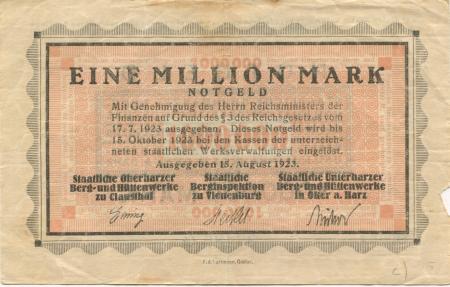 EINE MILLION MARK
NOTGELD
Mit Genehmigung des Herrn Reichsministers der
Finanzen auf Grund des § 3 des Reichsgesetzes vom
17. 7. 1923 ausgegeben. Dieses Notgeld wird bis
15. Oktober 1923 bei den Kassen der unterzeich-
neten staatlichen Werksverwaltungen eingelöst.
Ausgegeben 15. August 1923.
Staatliche Oberharzer Staatliche Staatliche Unterharzer
Berg- und Hüttenwerke Berginspektion Berg- und Hüttenwerke
zu Clausthal zu Vienenburg in Oker a. Harz